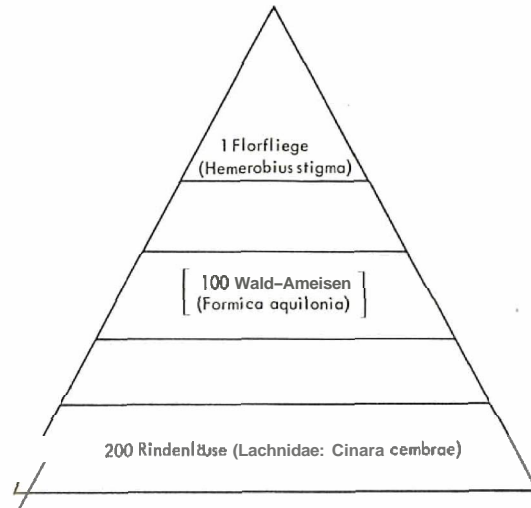 1 Florfliege
(Hemerobius stigma)
[ 100 Wald-Ameisen
(Formica aquilonia) ]
200 Rindenläuse (Lachnidae: Cinara cembrae)